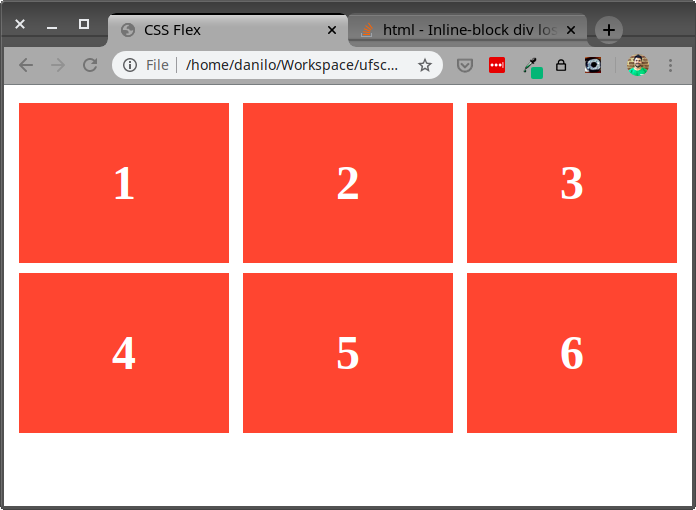 CSS Flex
html - Inline-block div los
File
/home/danilo/Workspace/ufsc...
1 2 3
4 5 6